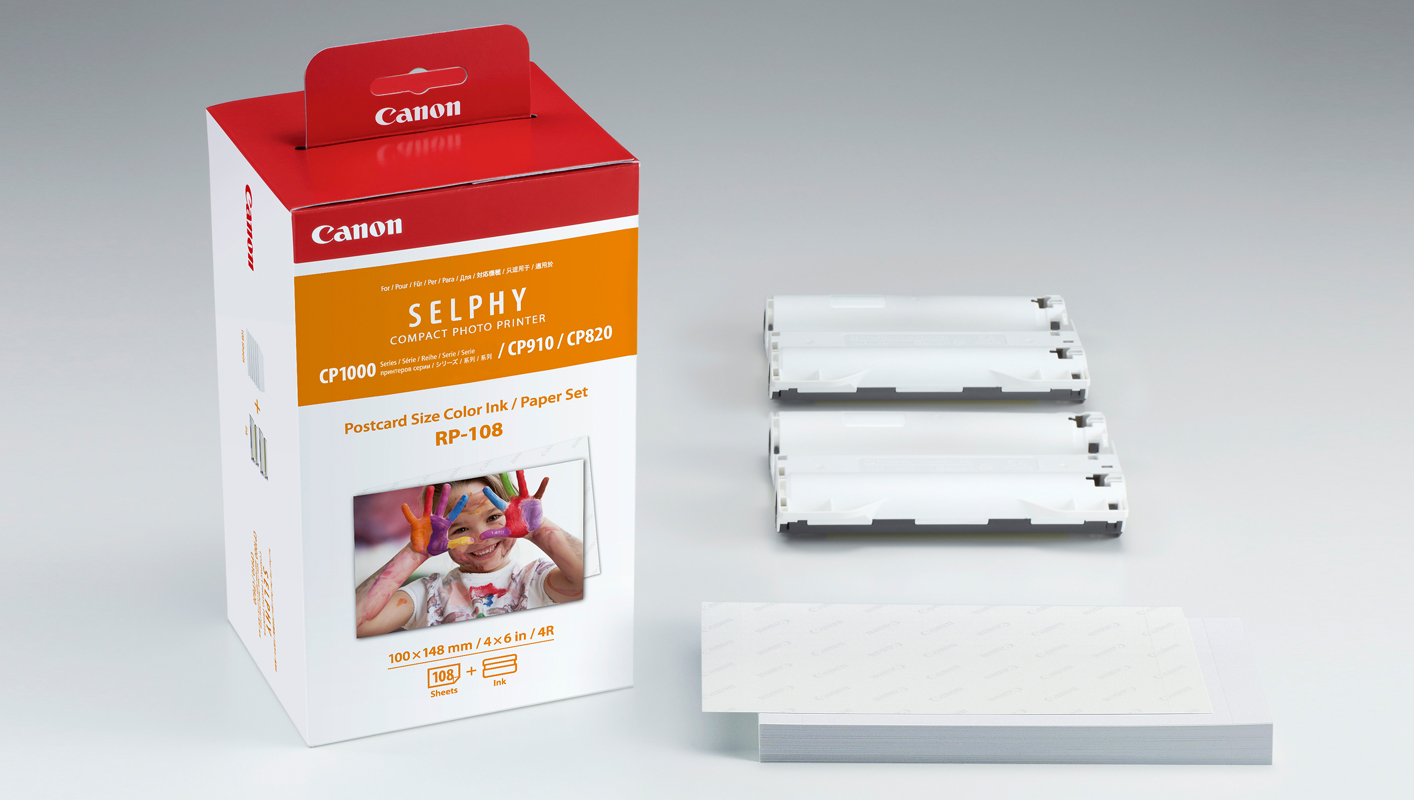 Canon
Canon
For / Pour / Für / Per / Para / Для / 対応機種 / 只适用于 / 適用於
SELPHY
COMPACT PHOTO PRINTER
CP1000 Series / Série / Reihe / Serie / Serie
принтеров серии / シリーズ / 系列 / 系列 / CP910 / CP820
Postcard Size Color Ink / Paper Set
RP-108
100 × 148 mm / 4 × 6 in / 4R
108 + 
Sheets Ink
Canon
SELPHY